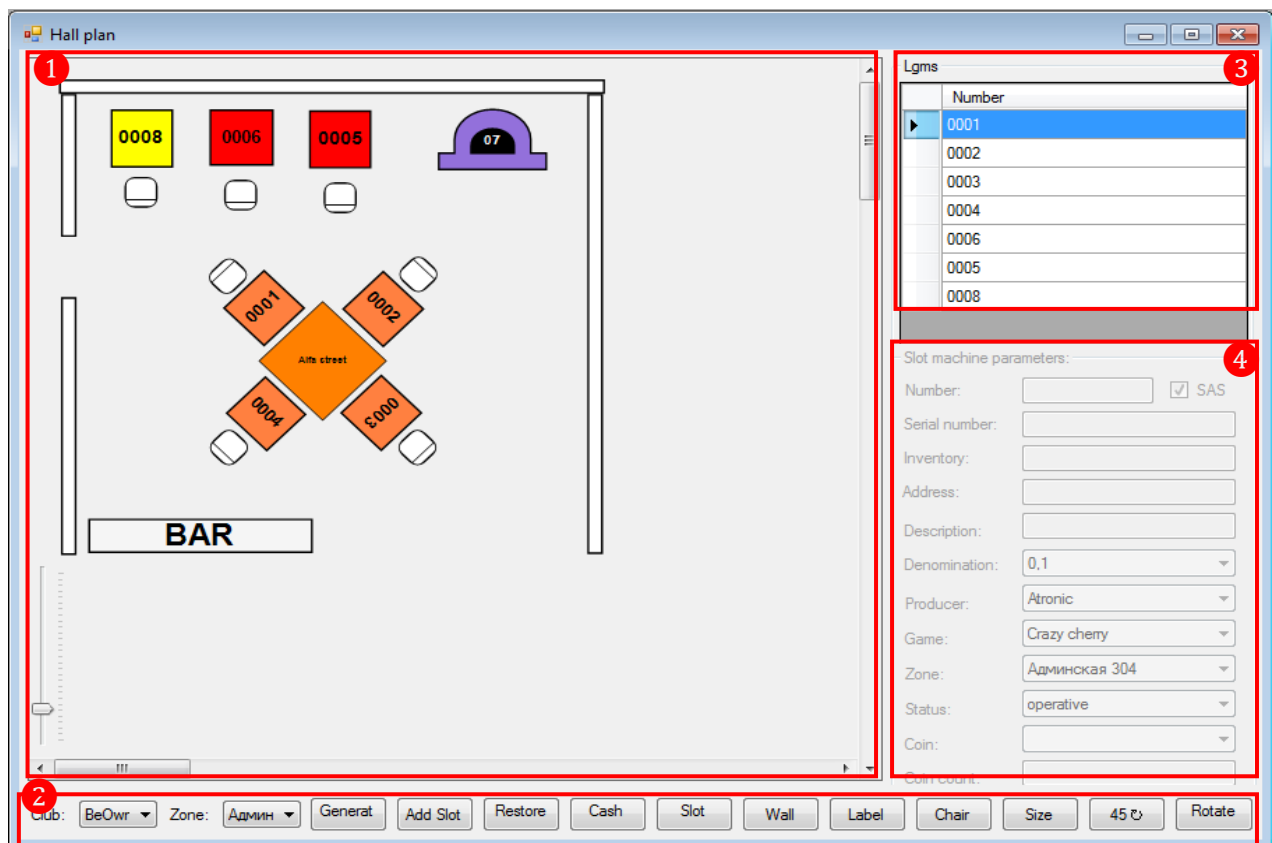 Hall plan
1
0008
0006
0005
07
0001
0002
Alfa street
0004
0003
BAR
Lgms
3
Number
0001
0002
0003
0004
0006
0005
0008
Slot machine parameters:
4
Number:
SAS
Serial number:
Inventory:
Address:
Description:
Denomination: 0,1
Producer: Atronic
Game: Crazy cherry
Zone: Админская 304
Status: operative
Coin:
Coin count:
2
Club: BeOwr Zone: Админ Generat Add Slot Restore Cash Slot Wall Label Chair Size 45 ↻ Rotate